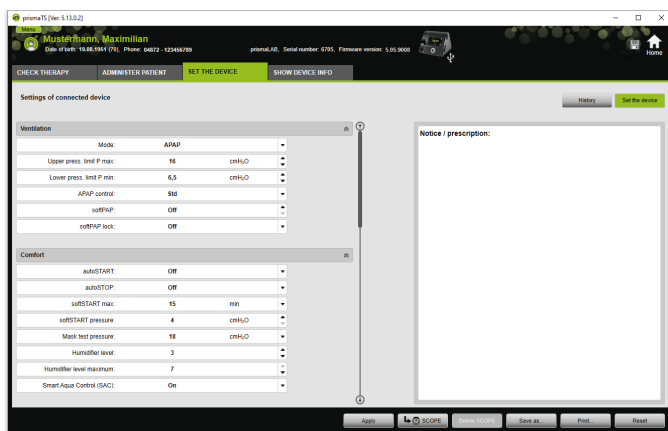 prismaTS [Ver: 5.13.0.2]
Menu
Mustermann, Maximilian
Date of birth: 19.08.1951 (70), Phone: 04872 - 123456789
prismaLAB, Serial number: 6705, Firmware version: 5.05.9008
Home
CHECK THERAPY ADMINISTER PATIENT SET THE DEVICE SHOW DEVICE INFO
Settings of connected device
History Set the device
Ventilation
Mode: APAP
Upper press. limit P max: 16 cmH₂O
Lower press. limit P min: 6,5 cmH₂O
APAP control: Std
softPAP: Off
softPAP lock: Off
Comfort
autoSTART: Off
autoSTOP: Off
softSTART max: 15 min
softSTART pressure: 4 cmH₂O
Mask test pressure: 18 cmH₂O
Humidifier level: 3
Humidifier level maximum: 7
Smart Aqua Control (SAC): On
Notice / prescription:
Apply SCOPE Delete SCOPE Save as... Print... Reset